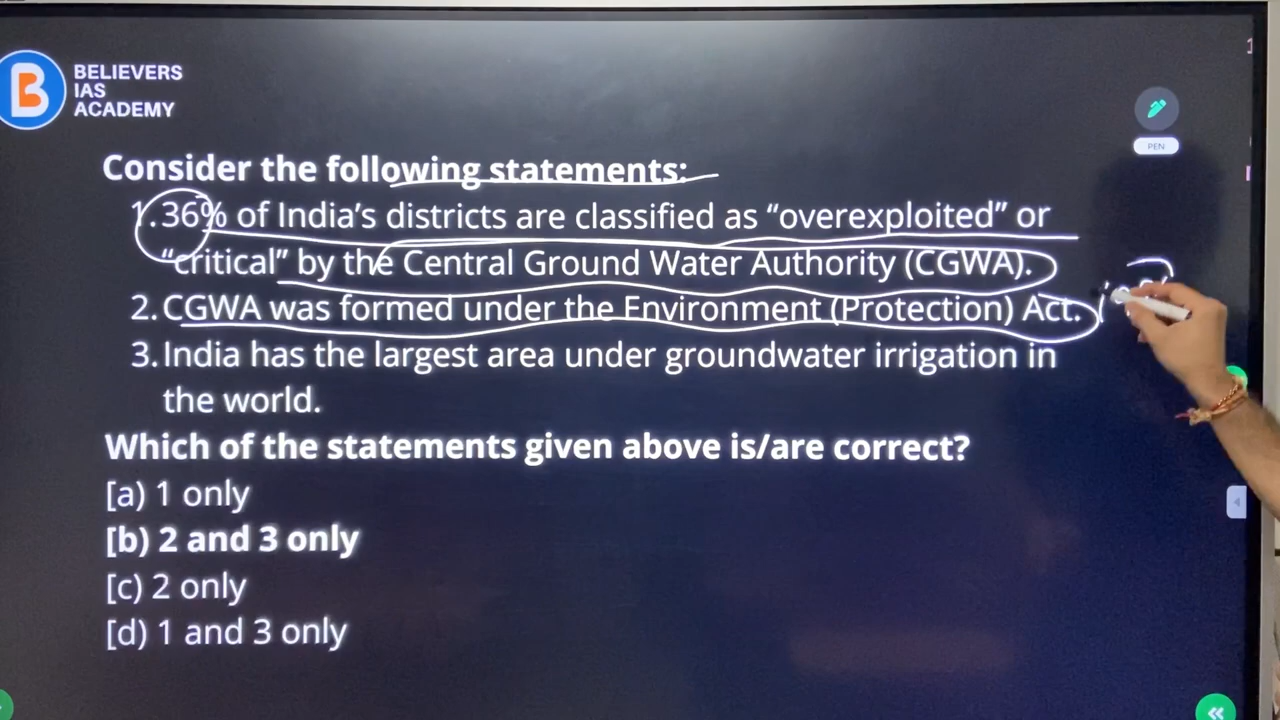 BELIEVERS
IAS
ACADEMY
PEN
Consider the following statements:
1. 36% of India's districts are classified as “overexploited” or
“critical” by the Central Ground Water Authority (CGWA).
2. CGWA was formed under the Environment (Protection) Act.
3. India has the largest area under groundwater irrigation in
the world.
Which of the statements given above is/are correct?
[a) 1 only
[b) 2 and 3 only
[c) 2 only
[d) 1 and 3 only